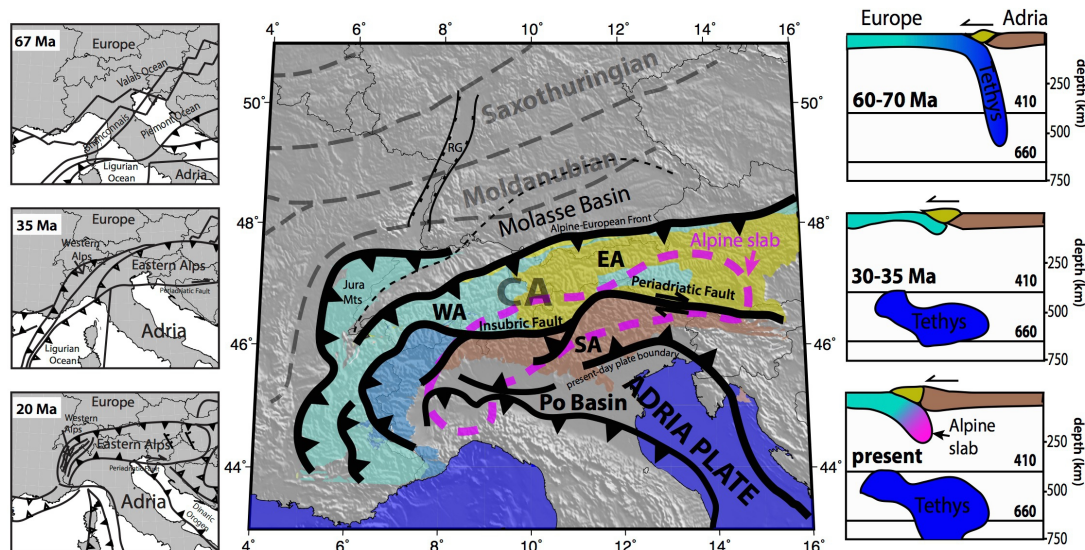 67 Ma
Europe
Valais Ocean
Brianconnais
Piemont Ocean
Ligurian
Ocean
Adria
35 Ma
Europe
Western
Alps
Eastern Alps
Periadriatic Fault
Adria
Ligurian
Ocean
20 Ma
Europe
Western
Alps
Eastern Alps
Periadriatic Fault
Adria
Dinaric
Orogen
4 6 8 10 12 14 16
50°
48°
46°
44°
Saxothuringian
RG
Moldanubian
Molasse Basin
Alpine-European Front
Alpine slab
EA
Jura
Mts
CA
WA
Periadriatic Fault
Insubric Fault
SA
present-day plate boundary
Po Basin
ADRIA PLATE
50°
48°
46°
44°
4° 6° 8° 10° 12° 14° 16°
Europe Adria
Tethys
60-70 Ma
410
660
250
500
750
depth (km)
30-35 Ma
410
Tethys
660
250
500
750
depth (km)
Alpine
slab
present
410
Tethys
660
250
500
750
depth (km)